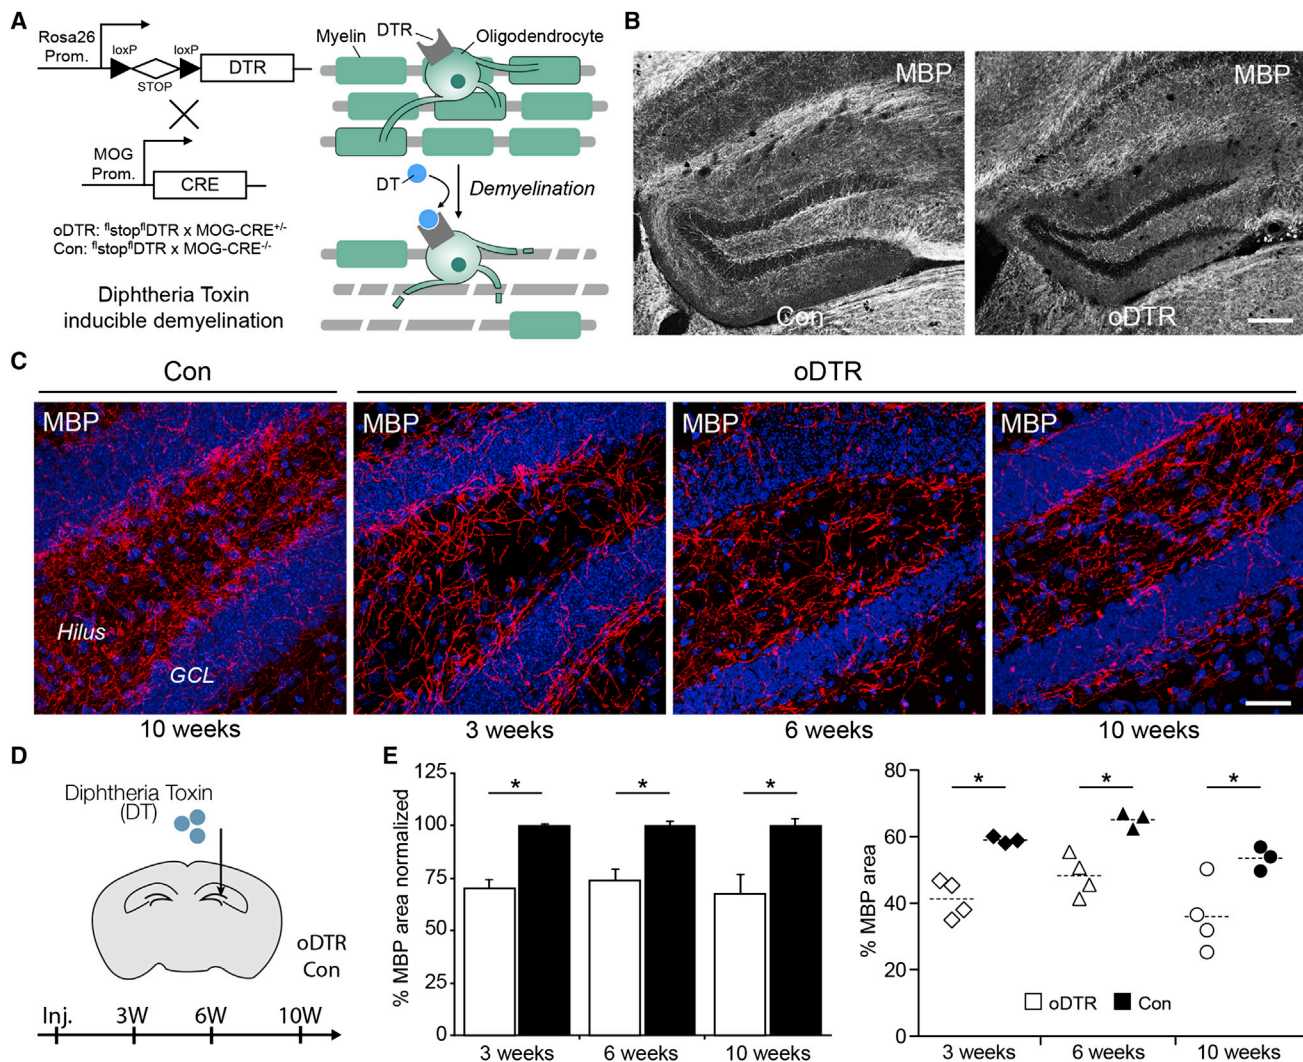 A
Rosa26
Prom.
loxP
loxP
STOP
DTR
MOG
Prom.
CRE
oDTR: flstopflDTR x MOG-CRE+/-
Con: flstopflDTR x MOG-CRE-/-
Diphtheria Toxin
inducible demyelination
Myelin
DTR
Oligodendrocyte
DT
Demyelination
B
MBP
Con
MBP
oDTR
C
Con
oDTR
MBP
Hilus
GCL
MBP
MBP
MBP
10 weeks
3 weeks
6 weeks
10 weeks
D
Diphtheria Toxin
(DT)
oDTR
Con
Inj.
3W
6W
10W
E
% MBP area normalized
125
100
75
50
25
0
*
*
*
3 weeks
6 weeks
10 weeks
% MBP area
80
60
40
20
0
*
*
*
oDTR
Con
3 weeks
6 weeks
10 weeks